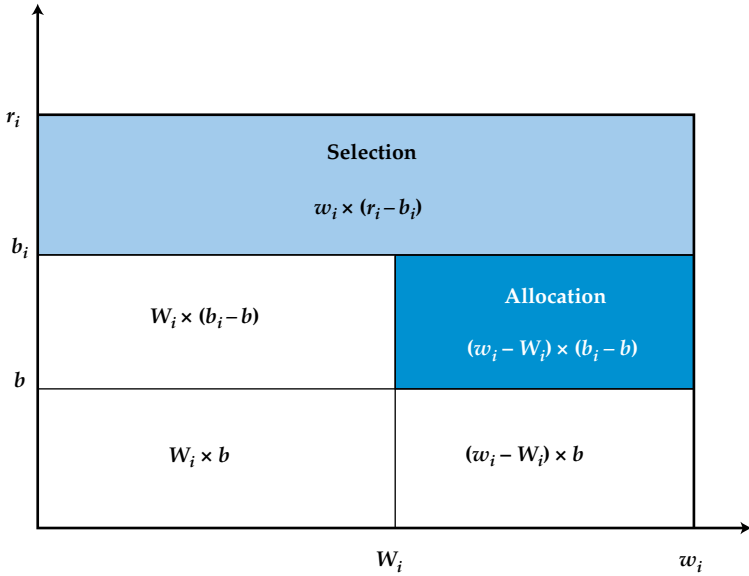 r_i
Selection
w_i × (r_i – b_i)
b_i
W_i × (b_i – b)
Allocation
(w_i – W_i) × (b_i – b)
b
W_i × b
(w_i – W_i) × b
W_i
w_i